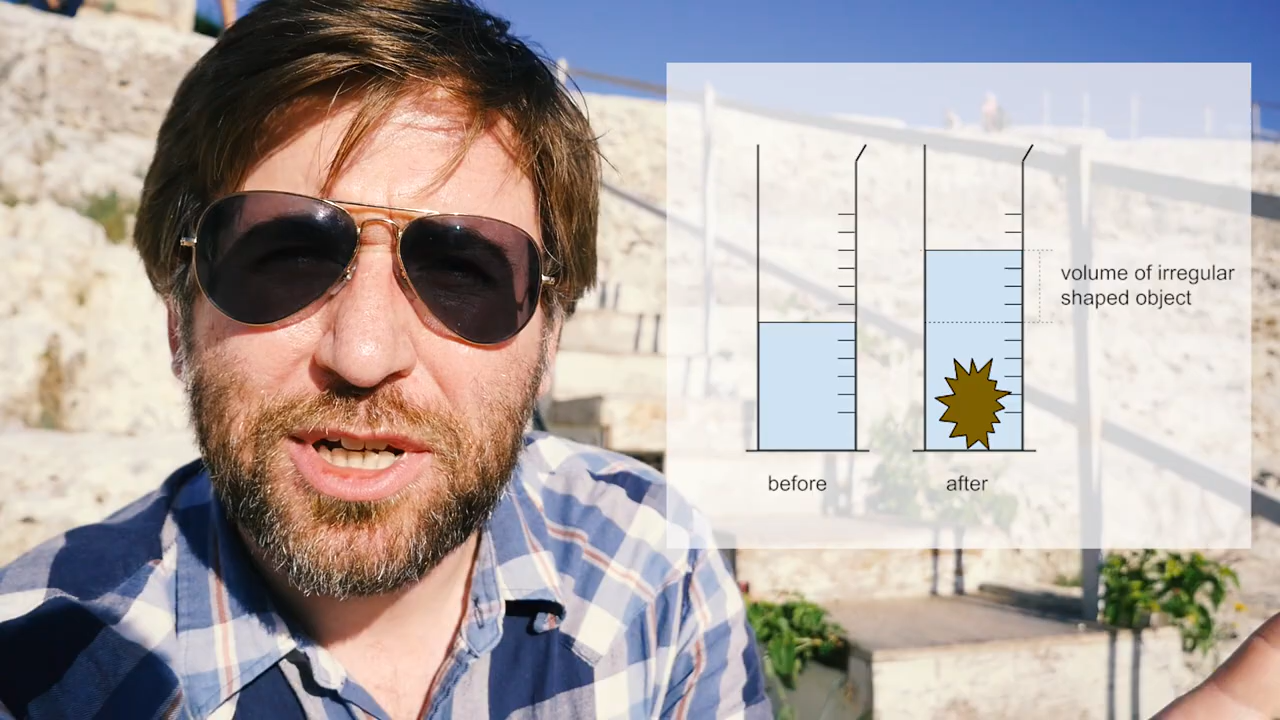 volume of irregular
shaped object
before
after